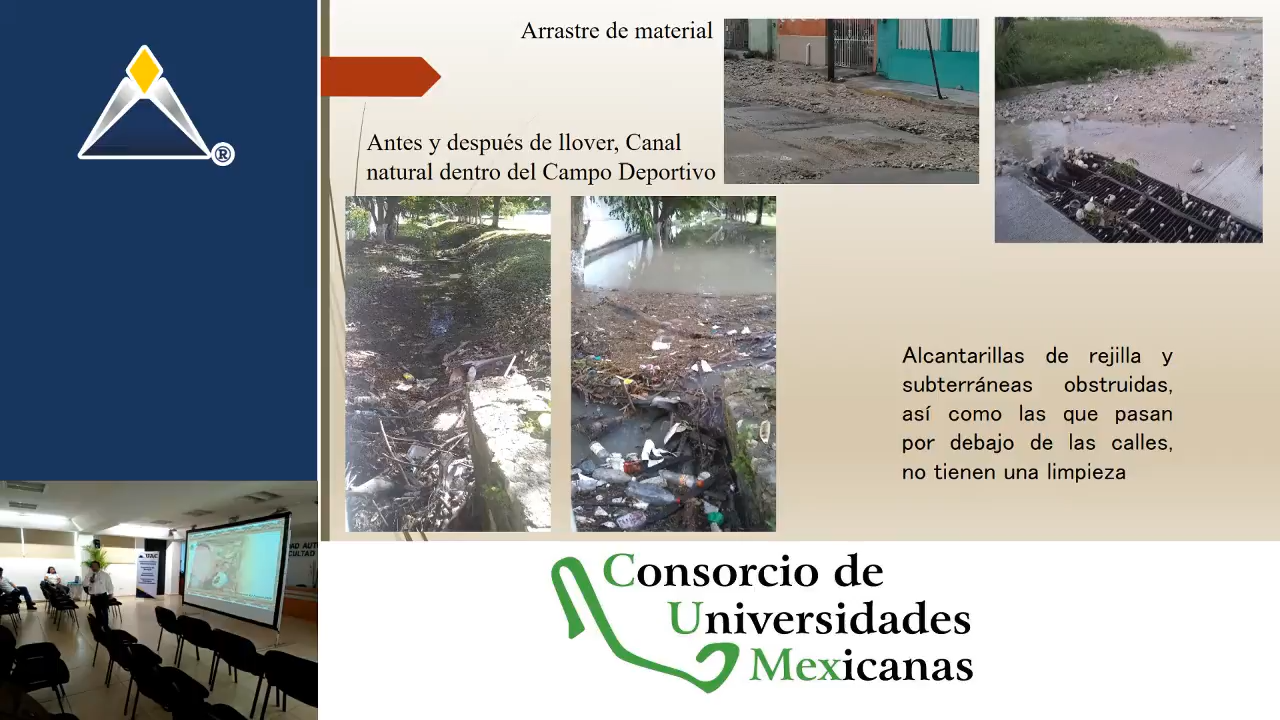 ®
Arrastre de material
Antes y después de llover, Canal
natural dentro del Campo Deportivo
Alcantarillas de rejilla y
subterráneas obstruidas,
así como las que pasan
por debajo de las calles,
no tienen una limpieza
Consorcio de
Universidades
Mexicanas